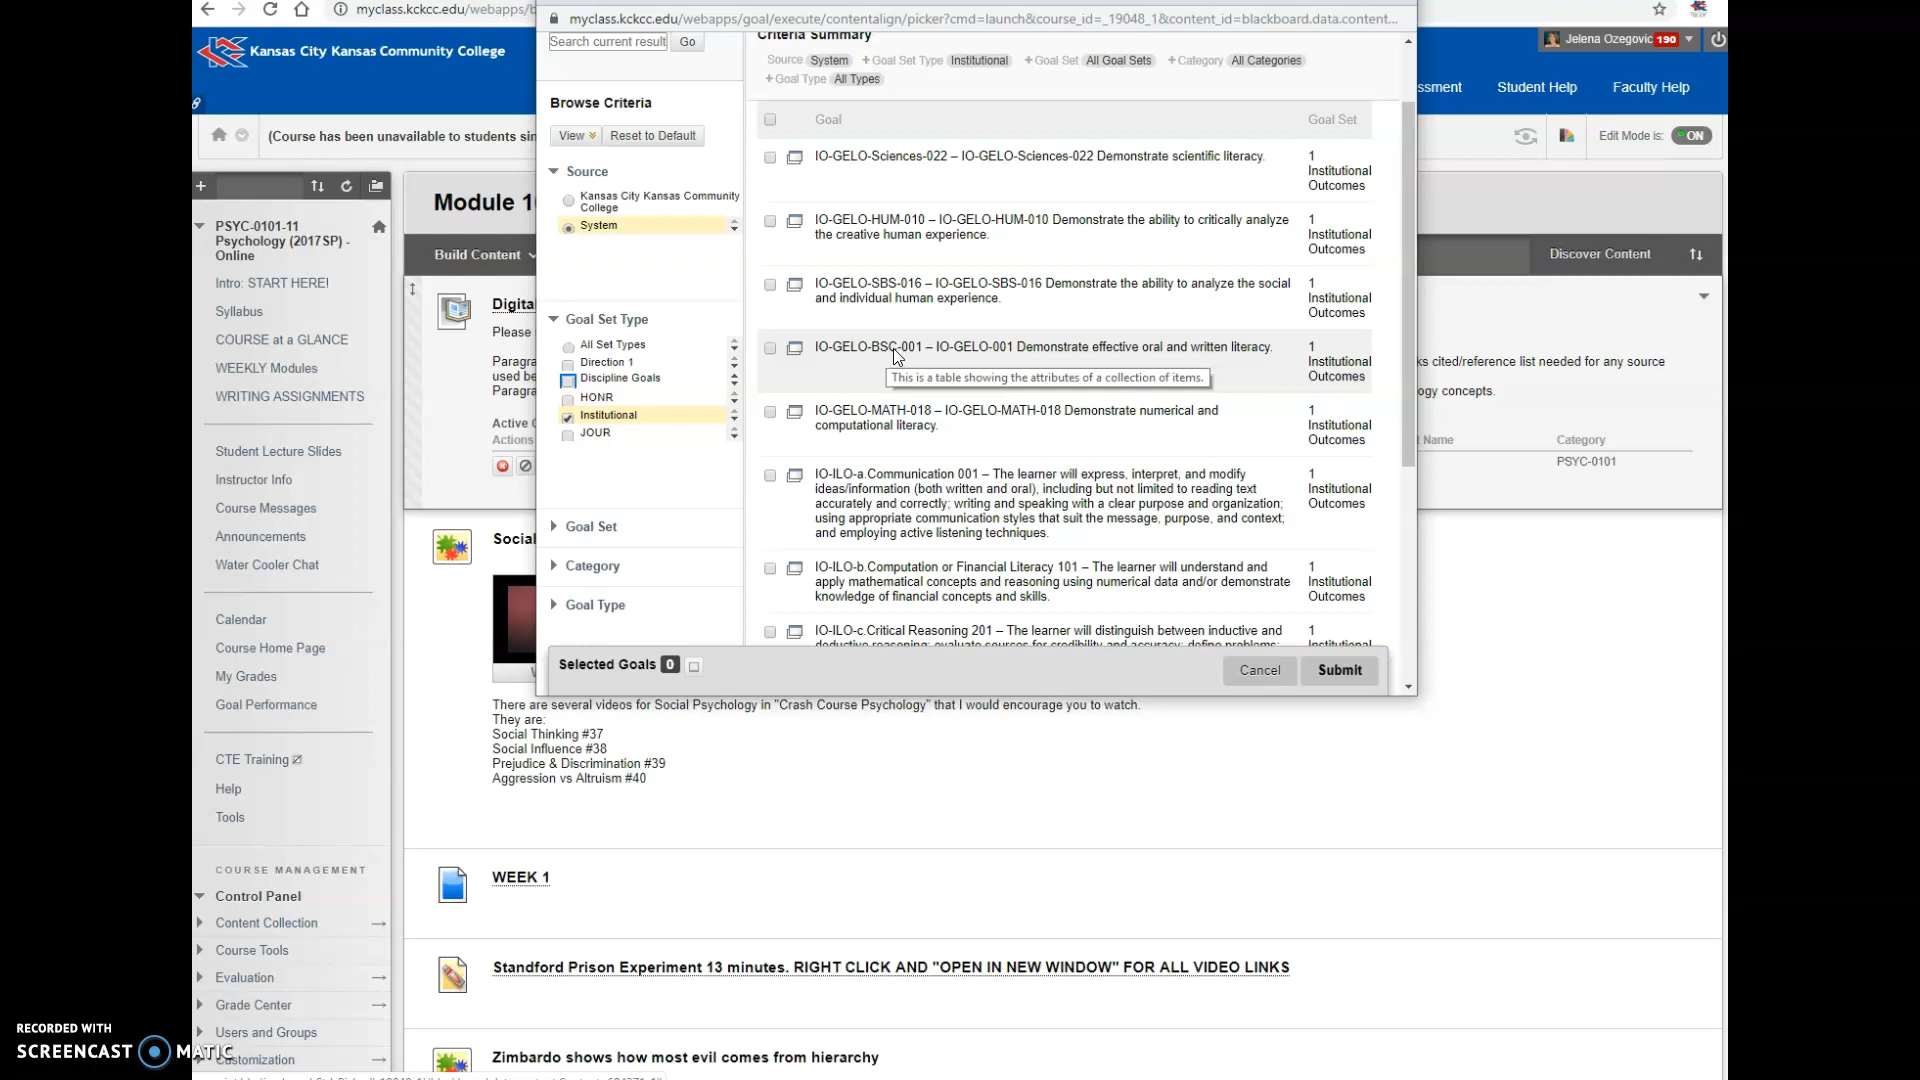 myclass.kckcc.edu/webapps/b
myclass.kckcc.edu/webapps/goal/execute/contentalign/picker?cmd=launch&course_id=_19048_1&content_id=blackboard.data.content...
Kansas City Kansas Community College
Jelena Ozegovic 190
ssment
Student Help
Faculty Help
(Course has been unavailable to students sin
Edit Mode is: ON
PSYC-0101-11
Psychology (2017SP) -
Online
Intro: START HERE!
Syllabus
COURSE at a GLANCE
WEEKLY Modules
WRITING ASSIGNMENTS
Student Lecture Slides
Instructor Info
Course Messages
Announcements
Water Cooler Chat
Calendar
Course Home Page
My Grades
Goal Performance
CTE Training
Help
Tools
COURSE MANAGEMENT
Control Panel
Content Collection
Course Tools
Evaluation
Grade Center
Users and Groups
Customization
Module 1
Build Content
Discover Content
Digita
Please
Paragra
used be
Paragra
Active C
Actions
ks cited/reference list needed for any source
ogy concepts.
t Name
Category
PSYC-0101
Search current result
Go
Browse Criteria
View
Reset to Default
Source
Kansas City Kansas Community
College
System
Goal Set Type
All Set Types
Direction 1
Discipline Goals
HONR
Institutional
JOUR
Goal Set
Category
Goal Type
Criteria Summary
Source System + Goal Set Type Institutional + Goal Set All Goal Sets + Category All Categories
+ Goal Type All Types
Goal
Goal Set
IO-GELO-Sciences-022 – IO-GELO-Sciences-022 Demonstrate scientific literacy.
1
Institutional
Outcomes
IO-GELO-HUM-010 – IO-GELO-HUM-010 Demonstrate the ability to critically analyze
the creative human experience.
1
Institutional
Outcomes
IO-GELO-SBS-016 – IO-GELO-SBS-016 Demonstrate the ability to analyze the social
and individual human experience.
1
Institutional
Outcomes
IO-GELO-BSC-001 – IO-GELO-001 Demonstrate effective oral and written literacy.
This is a table showing the attributes of a collection of items.
1
Institutional
Outcomes
IO-GELO-MATH-018 – IO-GELO-MATH-018 Demonstrate numerical and
computational literacy.
1
Institutional
Outcomes
IO-ILO-a.Communication 001 – The learner will express, interpret, and modify
ideas/information (both written and oral), including but not limited to reading text
accurately and correctly; writing and speaking with a clear purpose and organization;
using appropriate communication styles that suit the message, purpose, and context;
and employing active listening techniques.
1
Institutional
Outcomes
IO-ILO-b.Computation or Financial Literacy 101 – The learner will understand and
apply mathematical concepts and reasoning using numerical data and/or demonstrate
knowledge of financial concepts and skills.
1
Institutional
Outcomes
IO-ILO-c.Critical Reasoning 201 – The learner will distinguish between inductive and
deductive reasoning; evaluate sources for credibility and accuracy; define problems;
1
Institutional
Selected Goals 0
Cancel
Submit
Social
There are several videos for Social Psychology in "Crash Course Psychology" that I would encourage you to watch.
They are:
Social Thinking #37
Social Influence #38
Prejudice & Discrimination #39
Aggression vs Altruism #40
WEEK 1
Standford Prison Experiment 13 minutes. RIGHT CLICK AND "OPEN IN NEW WINDOW" FOR ALL VIDEO LINKS
Zimbardo shows how most evil comes from hierarchy
RECORDED WITH
SCREENCAST MATIC